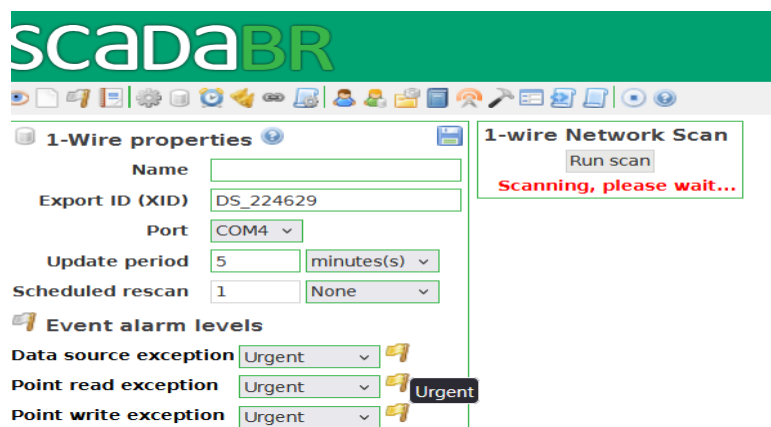 scadaBR
1-Wire properties
Name
Export ID (XID) DS_224629
Port COM4
Update period 5 minutes(s)
Scheduled rescan 1 None
Event alarm levels
Data source exception Urgent
Point read exception Urgent
Urgent
Point write exception Urgent
1-wire Network Scan
Run scan
Scanning, please wait...